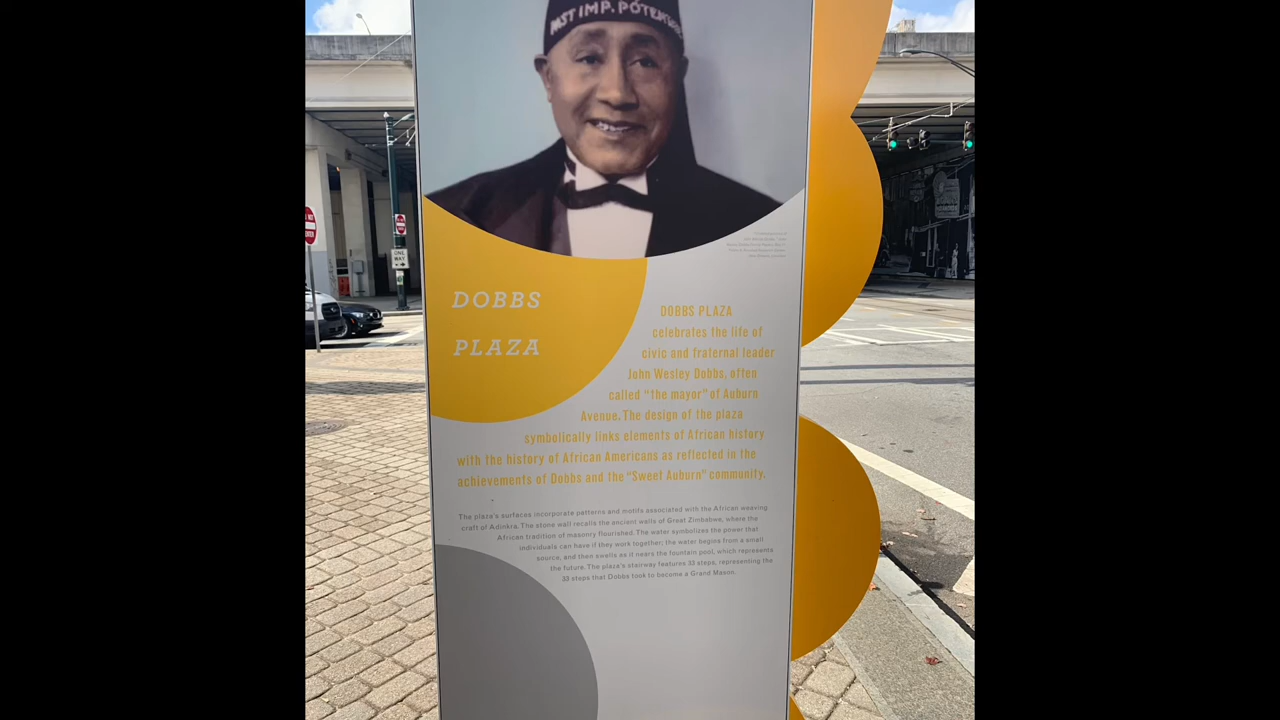 PAST IMP. POTENTATE
DOBBS
PLAZA
DOBBS PLAZA
celebrates the life of
civic and fraternal leader
John Wesley Dobbs, often
called "the mayor" of Auburn
Avenue. The design of the plaza
symbolically links elements of African history
with the history of African Americans as reflected in the
achievements of Dobbs and the "Sweet Auburn" community.
The plaza's surfaces incorporate patterns and motifs associated with the African weaving
craft of Adinkra. The stone wall recalls the ancient walls of Great Zimbabwe, where the
African tradition of masonry flourished. The water symbolizes the power that
individuals can have if they work together; the water begins from a small
source, and then swells as it nears the fountain pool, which represents
the future. The plaza's stairway features 33 steps, representing the
33 steps that Dobbs took to become a Grand Mason.
ONE
WAY